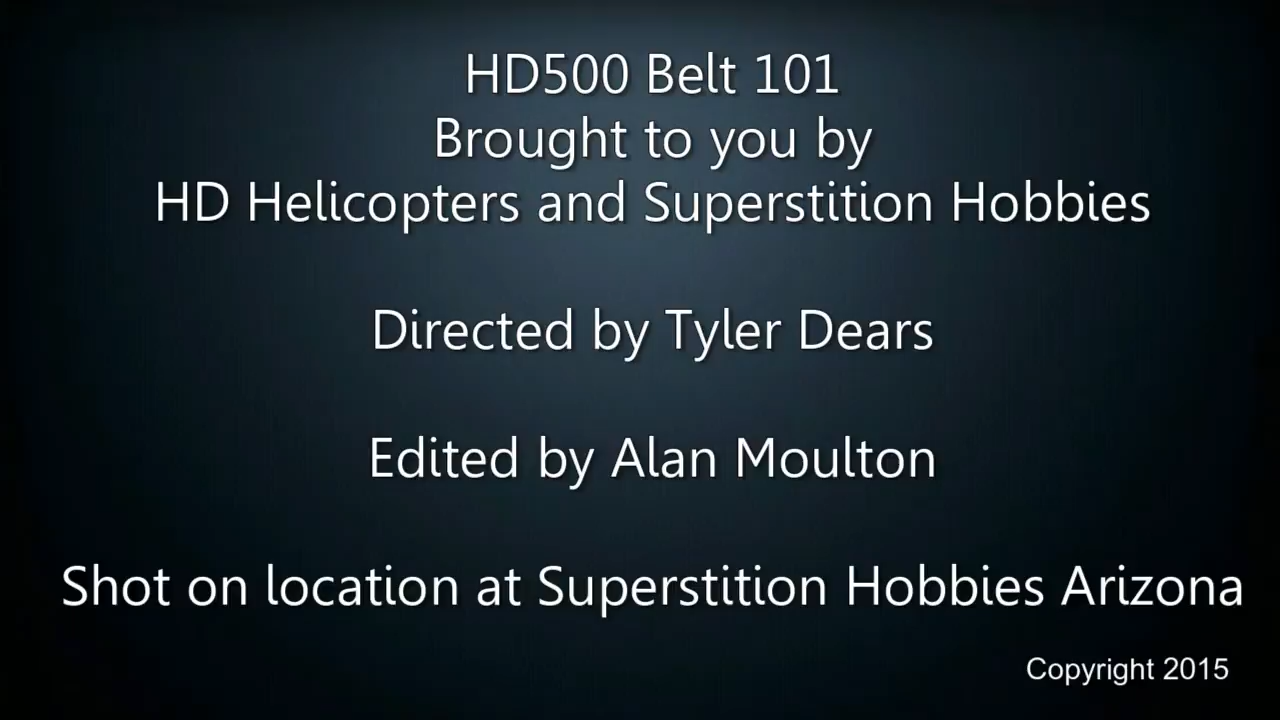 HD500 Belt 101
Brought to you by
HD Helicopters and Superstition Hobbies
Directed by Tyler Dears
Edited by Alan Moulton
Shot on location at Superstition Hobbies Arizona
Copyright 2015